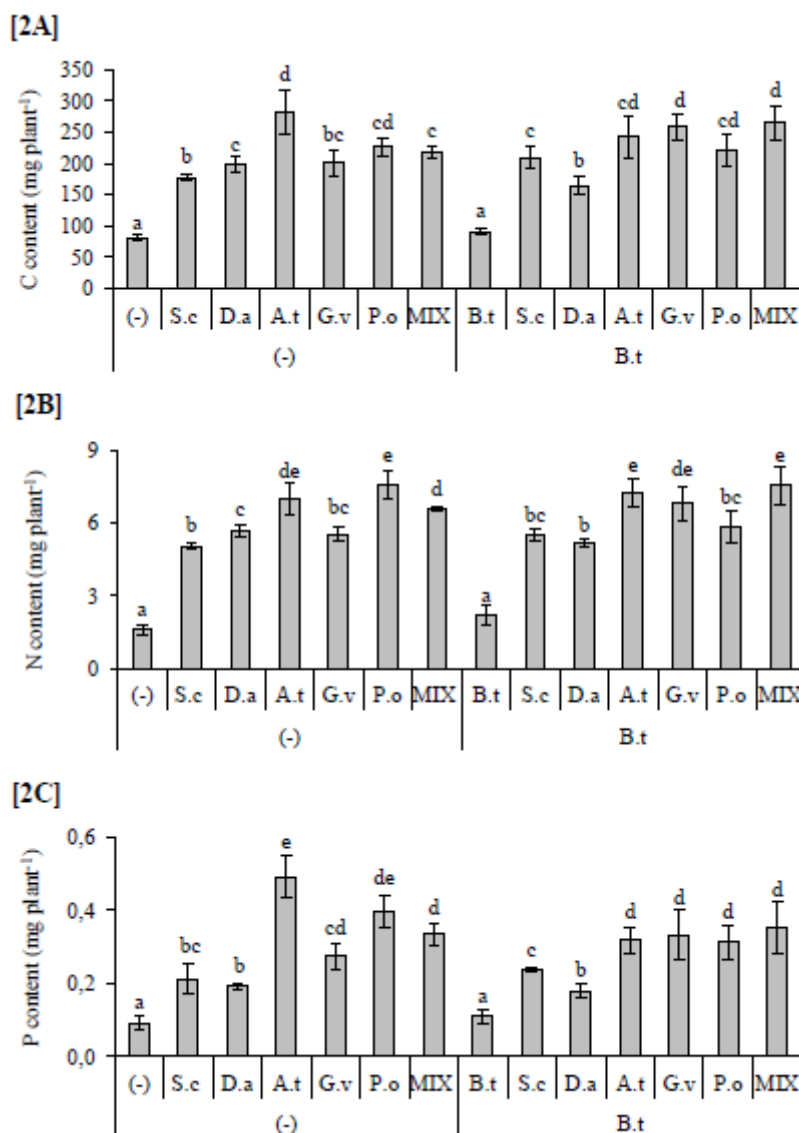 [2A]
C content (mg plant⁻¹)
350
300
250
200
150
100
50
0
a
b
c
d
bc
cd
c
a
c
b
cd
d
cd
d
(-) S.c D.a A.t G.v P.o MIX B.t S.c D.a A.t G.v P.o MIX
(-) B.t
[2B]
N content (mg plant⁻¹)
9
6
3
0
a
b
c
de
bc
e
d
a
bc
b
e
de
bc
e
(-) S.c D.a A.t G.v P.o MIX B.t S.c D.a A.t G.v P.o MIX
(-) B.t
[2C]
P content (mg plant⁻¹)
0,6
0,4
0,2
0,0
a
bc
b
e
cd
de
d
a
c
b
d
d
d
d
(-) S.c D.a A.t G.v P.o MIX B.t S.c D.a A.t G.v P.o MIX
(-) B.t